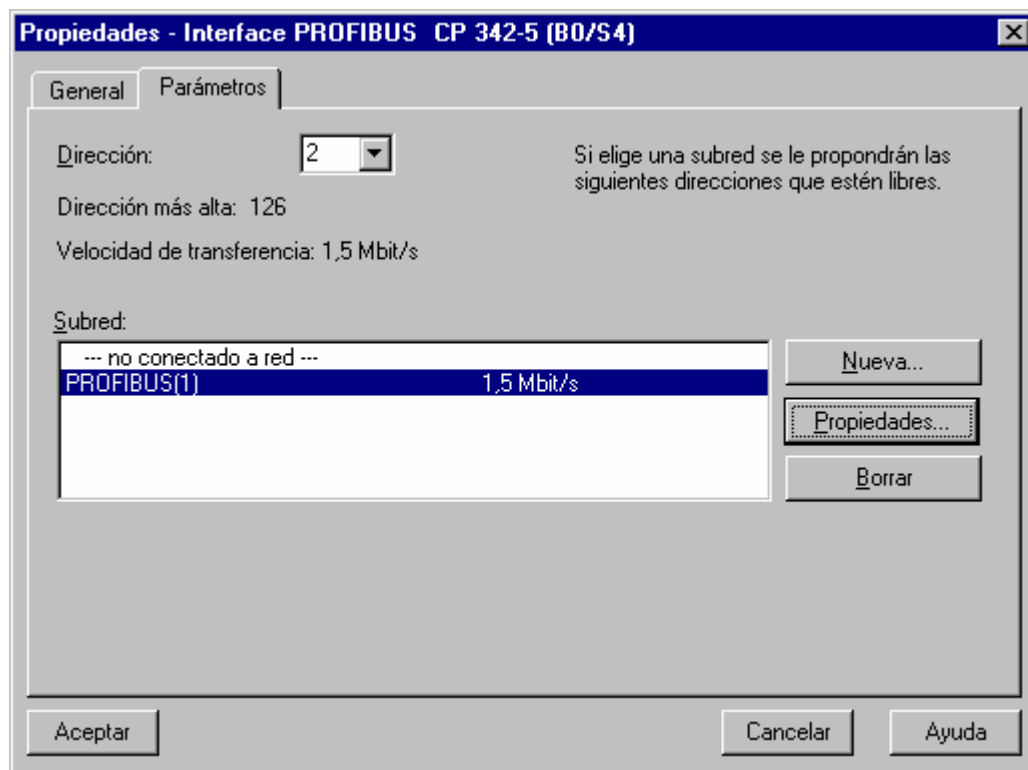 Propiedades - Interface PROFIBUS CP 342-5 (B0/S4)
General Parámetros
Dirección: 2
Si elige una subred se le propondrán las
siguientes direcciones que estén libres.
Dirección más alta: 126
Velocidad de transferencia: 1,5 Mbit/s
Subred:
--- no conectado a red ---
PROFIBUS(1) 1,5 Mbit/s
Nueva...
Propiedades...
Borrar
Aceptar Cancelar Ayuda